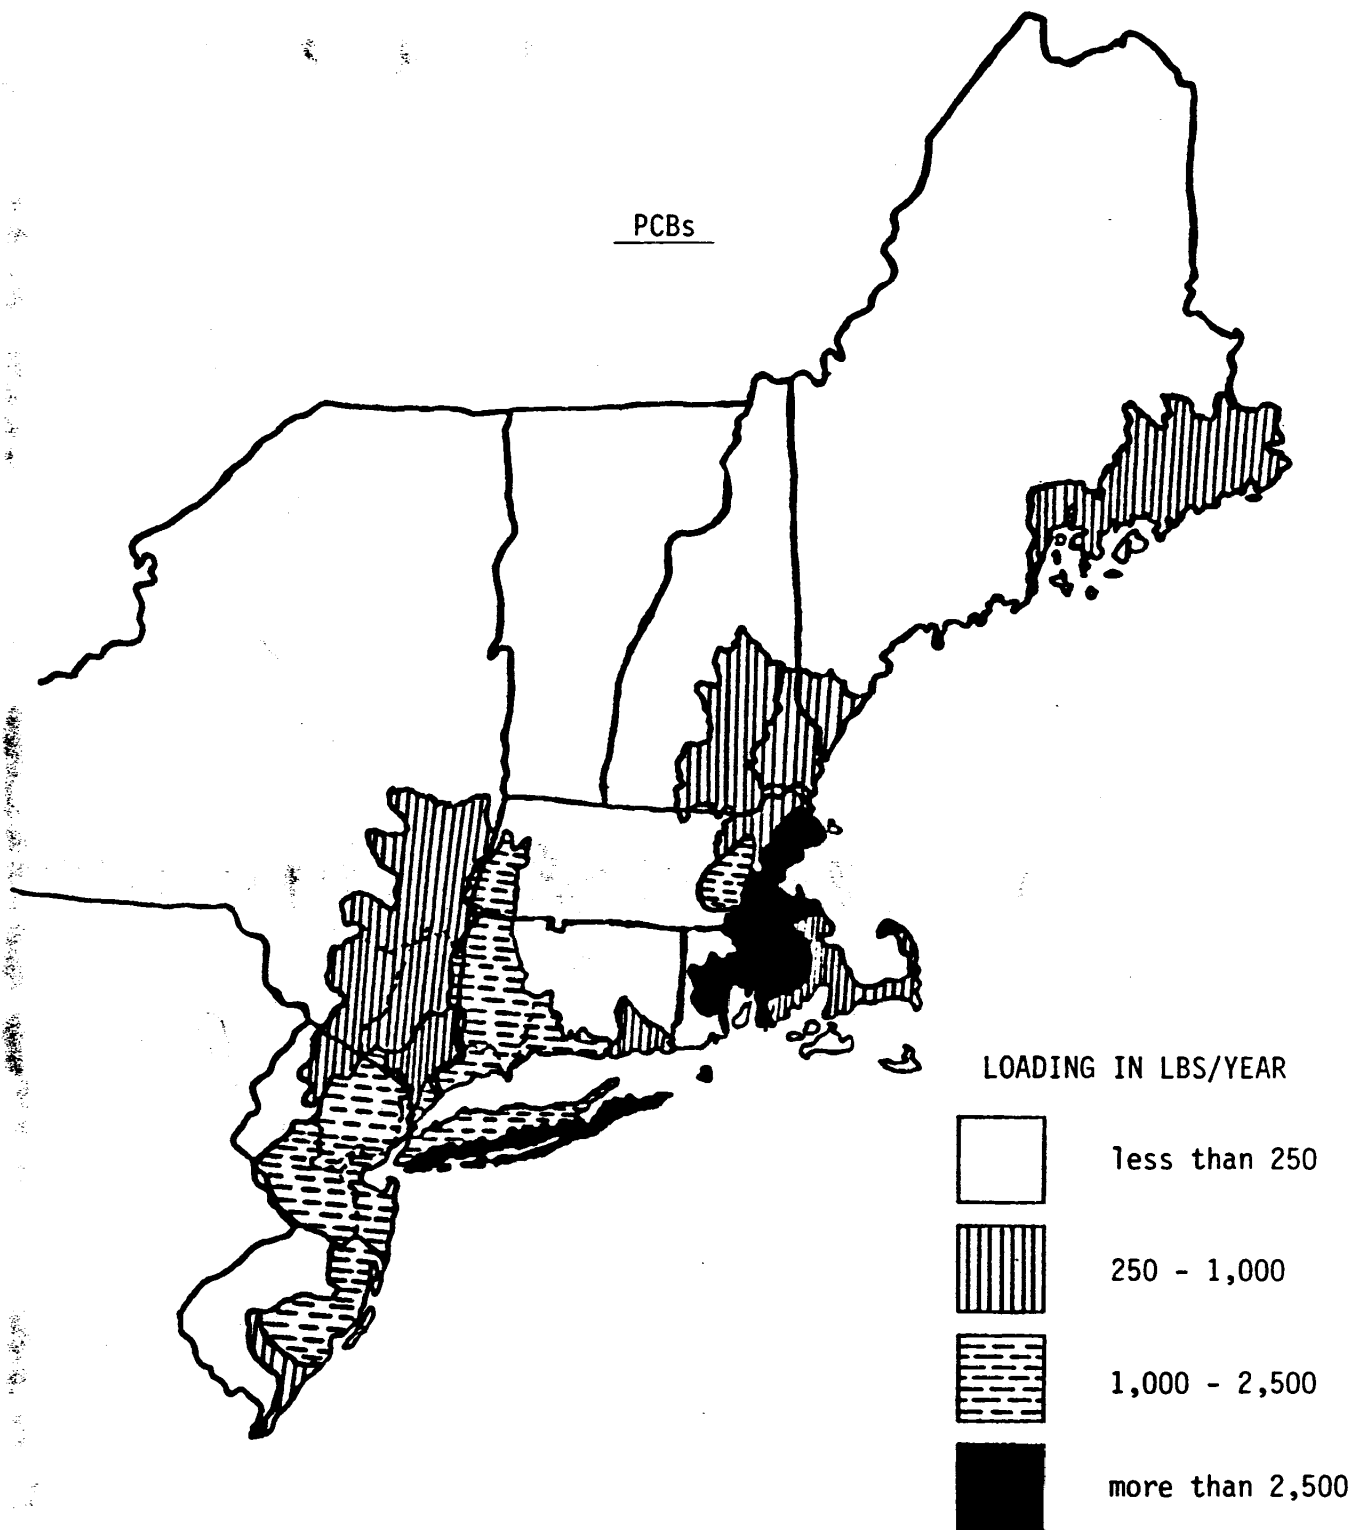 PCBs
LOADING IN LBS/YEAR
less than 250
250 - 1,000
1,000 - 2,500
more than 2,500